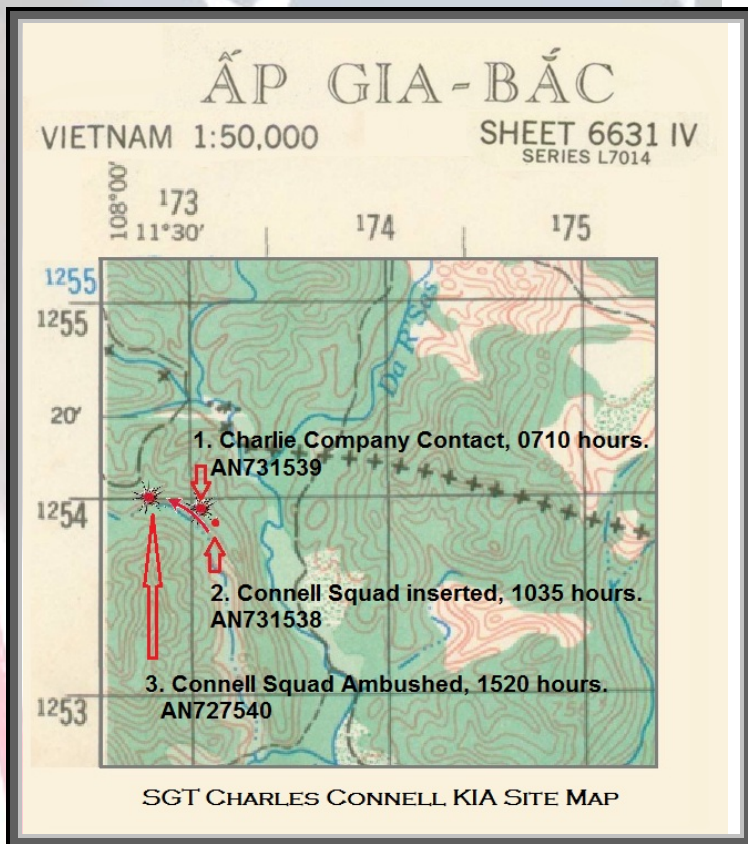 ẤP GIA-BẮC
VIETNAM 1:50,000
SHEET 6631 IV
SERIES L7014
108°00'
173
11°30'
174
175
1255
1255
Da R'Sas
20'
1. Charlie Company Contact, 0710 hours.
AN731539
1254
2. Connell Squad inserted, 1035 hours.
AN731538
3. Connell Squad Ambushed, 1520 hours.
AN727540
1253
SGT CHARLES CONNELL KIA SITE MAP